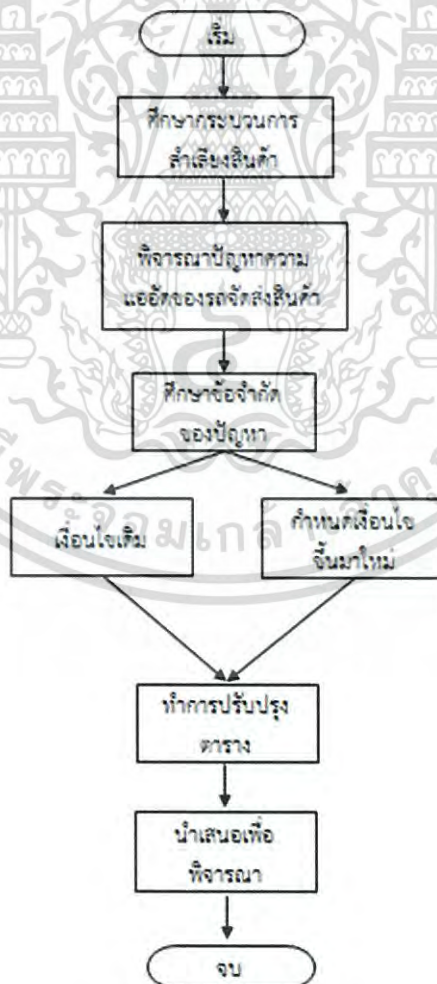 เริ่ม
ศึกษากระบวนการ
ลำเลียงสินค้า
พิจารณาปัญหาความ
แออัดของรถจัดส่งสินค้า
ศึกษาข้อจำกัด
ของปัญหา
เงื่อนไขเดิม
กำหนดเงื่อนไข
ขึ้นมาใหม่
ทำการปรับปรุง
ตาราง
นำเสนอเพื่อ
พิจารณา
จบ